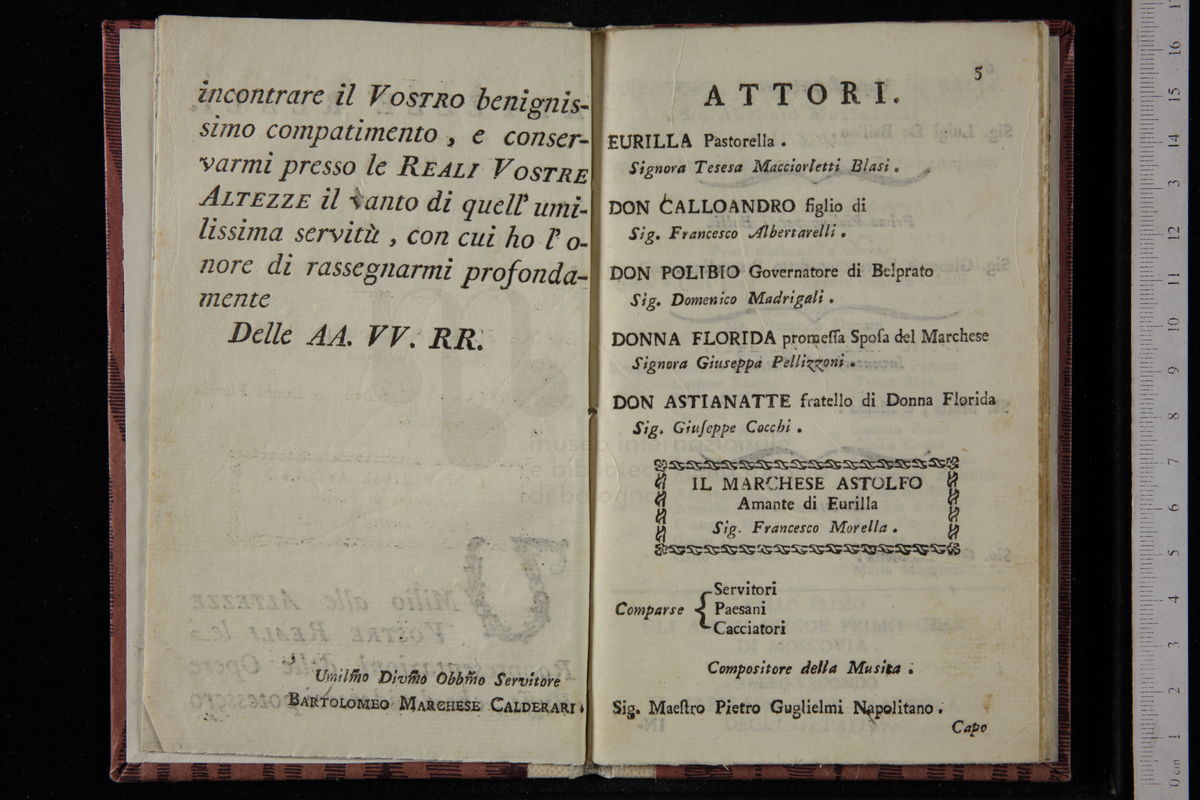 incontrare il VOSTRO benignis-
simo compatimento , e conser-
varmi presso le REALI VOSTRE
ALTEZZE il vanto di quell' umi-
lissima servitù , con cui ho l' o-
nore di rassegnarmi profonda-
mente
Delle AA. VV. RR.
Umilm̃o Divm̃o Obbm̃o Servitore
BARTOLOMEO MARCHESE CALDERARI.
5
ATTORI.
EURILLA Pastorella .
Signora Tesesa Macciorletti Blasi .
DON CALLOANDRO figlio di
Sig. Francesco Albertarelli .
DON POLIBIO Governatore di Belprato
Sig. Domenico Madrigali .
DONNA FLORIDA promeſſa Spoſa del Marchese
Signora Giuseppa Pellizzoni .
DON ASTIANATTE fratello di Donna Florida
Sig. Giuſeppe Cocchi .
IL MARCHESE ASTOLFO
Amante di Eurilla
Sig. Francesco Morella .
Servitori
Comparse { Paesani
Cacciatori
Compositore della Musica .
Sig. Maeſtro Pietro Guglielmi Napolitano .
Capo